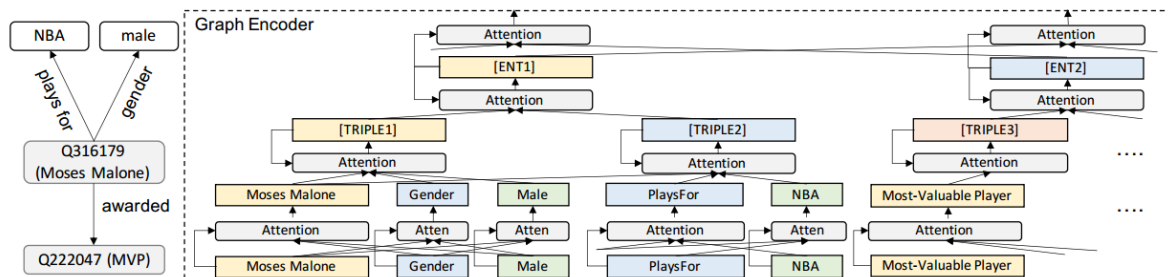 NBA
male
plays for
gender
Q316179
(Moses Malone)
awarded
Q222047 (MVP)
Graph Encoder
Attention
Attention
[ENT1]
[ENT2]
Attention
Attention
[TRIPLE1]
[TRIPLE2]
[TRIPLE3]
Attention
Attention
Attention
....
Moses Malone
Gender
Male
PlaysFor
NBA
Most-Valuable Player
Attention
Atten
Atten
Attention
Atten
Attention
....
Moses Malone
Gender
Male
PlaysFor
NBA
Most-Valuable Player